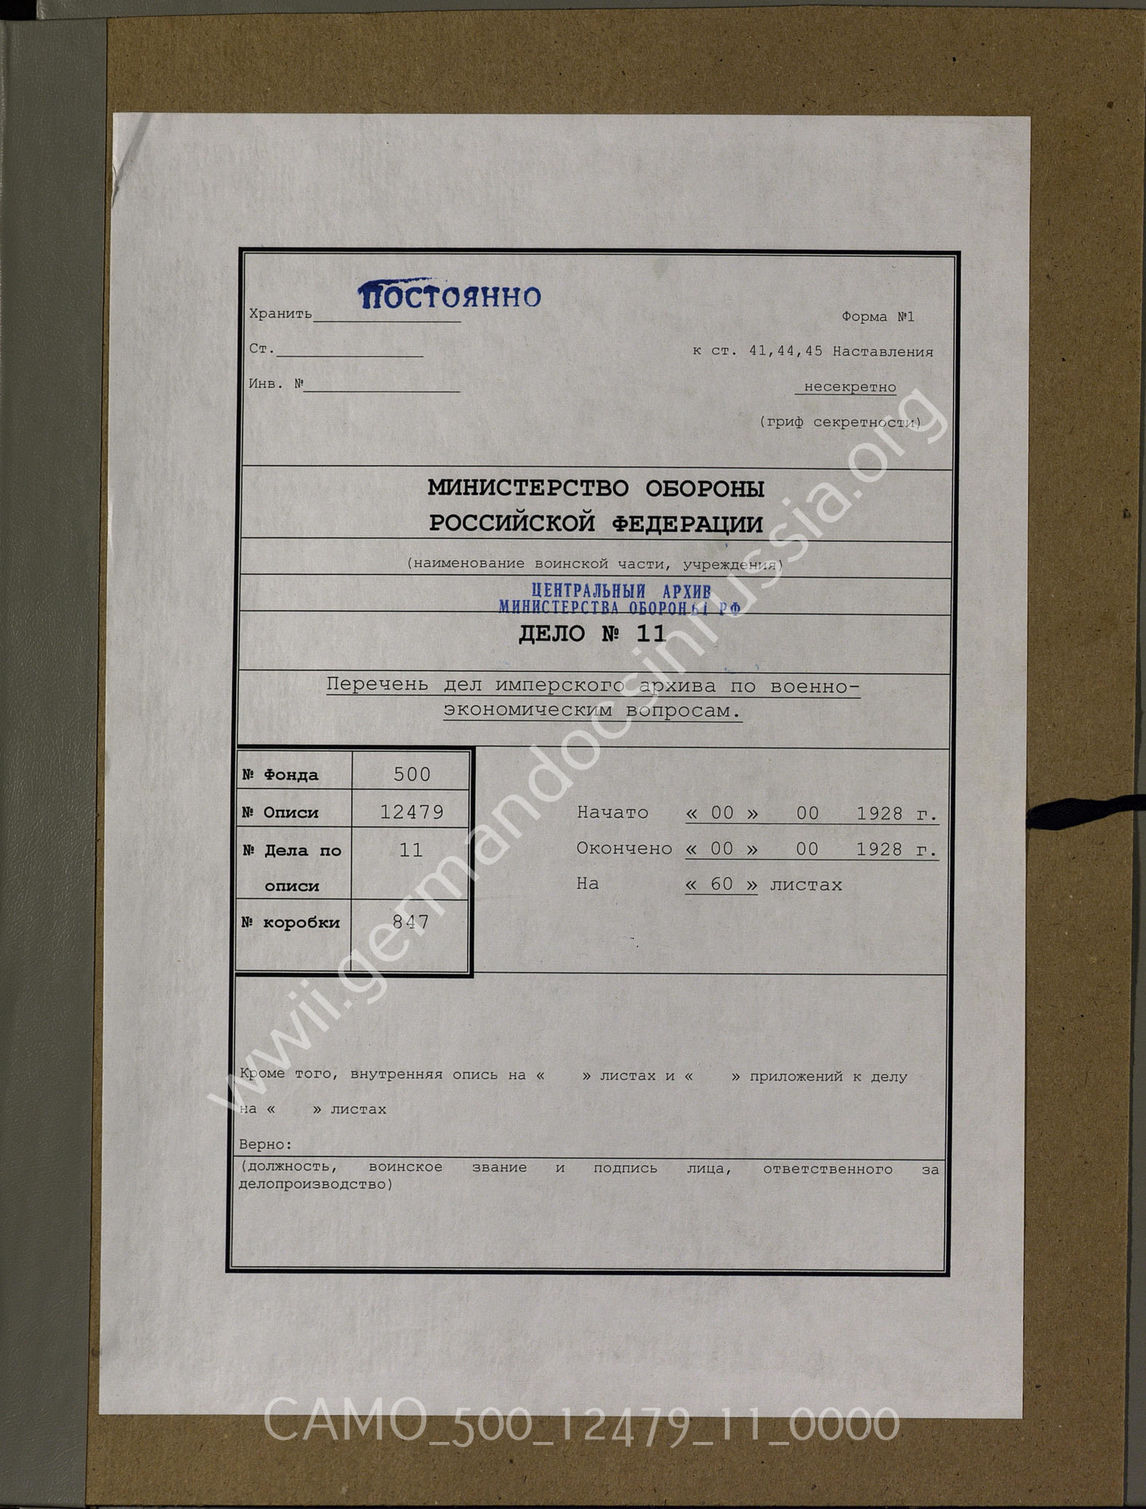 ПОСТОЯННО
Хранить
Форма №1
Ст.
к ст. 41,44,45 Наставления
Инв. №
несекретно
(гриф секретности)
МИНИСТЕРСТВО ОБОРОНЫ
РОССИЙСКОЙ ФЕДЕРАЦИИ
(наименование воинской части, учреждения)
ЦЕНТРАЛЬНЫЙ АРХИВ
МИНИСТЕРСТВА ОБОРОНЫ РФ
ДЕЛО № 11
Перечень дел имперского архива по военно-
экономическим вопросам.
№ Фонда 500
№ Описи 12479
№ Дела по 11
описи
№ коробки 847
Начато « 00 » 00 1928 г.
Окончено « 00 » 00 1928 г.
На « 60 » листах
Кроме того, внутренняя опись на « » листах и « » приложений к делу
на « » листах
Верно:
(должность, воинское звание и подпись лица, ответственного за
делопроизводство)
www.wwii.germandocsinrussia.org
CAMO_500_12479_11_0000